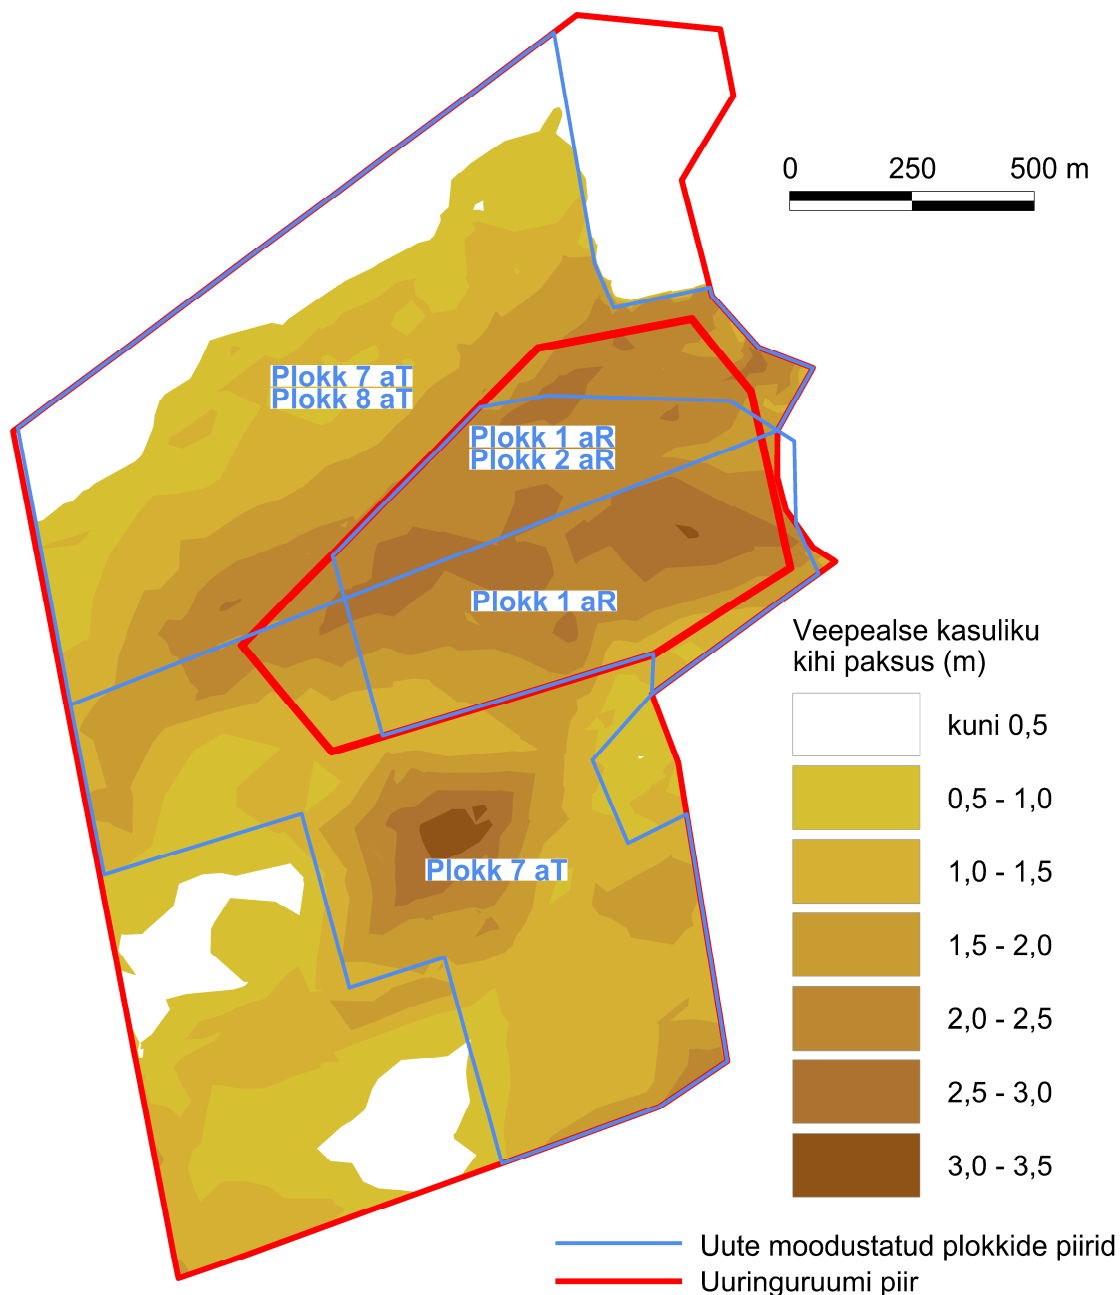 0 250 500 m
Plokk 7 aT
Plokk 8 aT
Plokk 1 aR
Plokk 2 aR
Plokk 1 aR
Plokk 7 aT
Veepealse kasuliku
kihi paksus (m)
kuni 0,5
0,5 - 1,0
1,0 - 1,5
1,5 - 2,0
2,0 - 2,5
2,5 - 3,0
3,0 - 3,5
Uute moodustatud plokkide piirid
Uuringuruumi piir